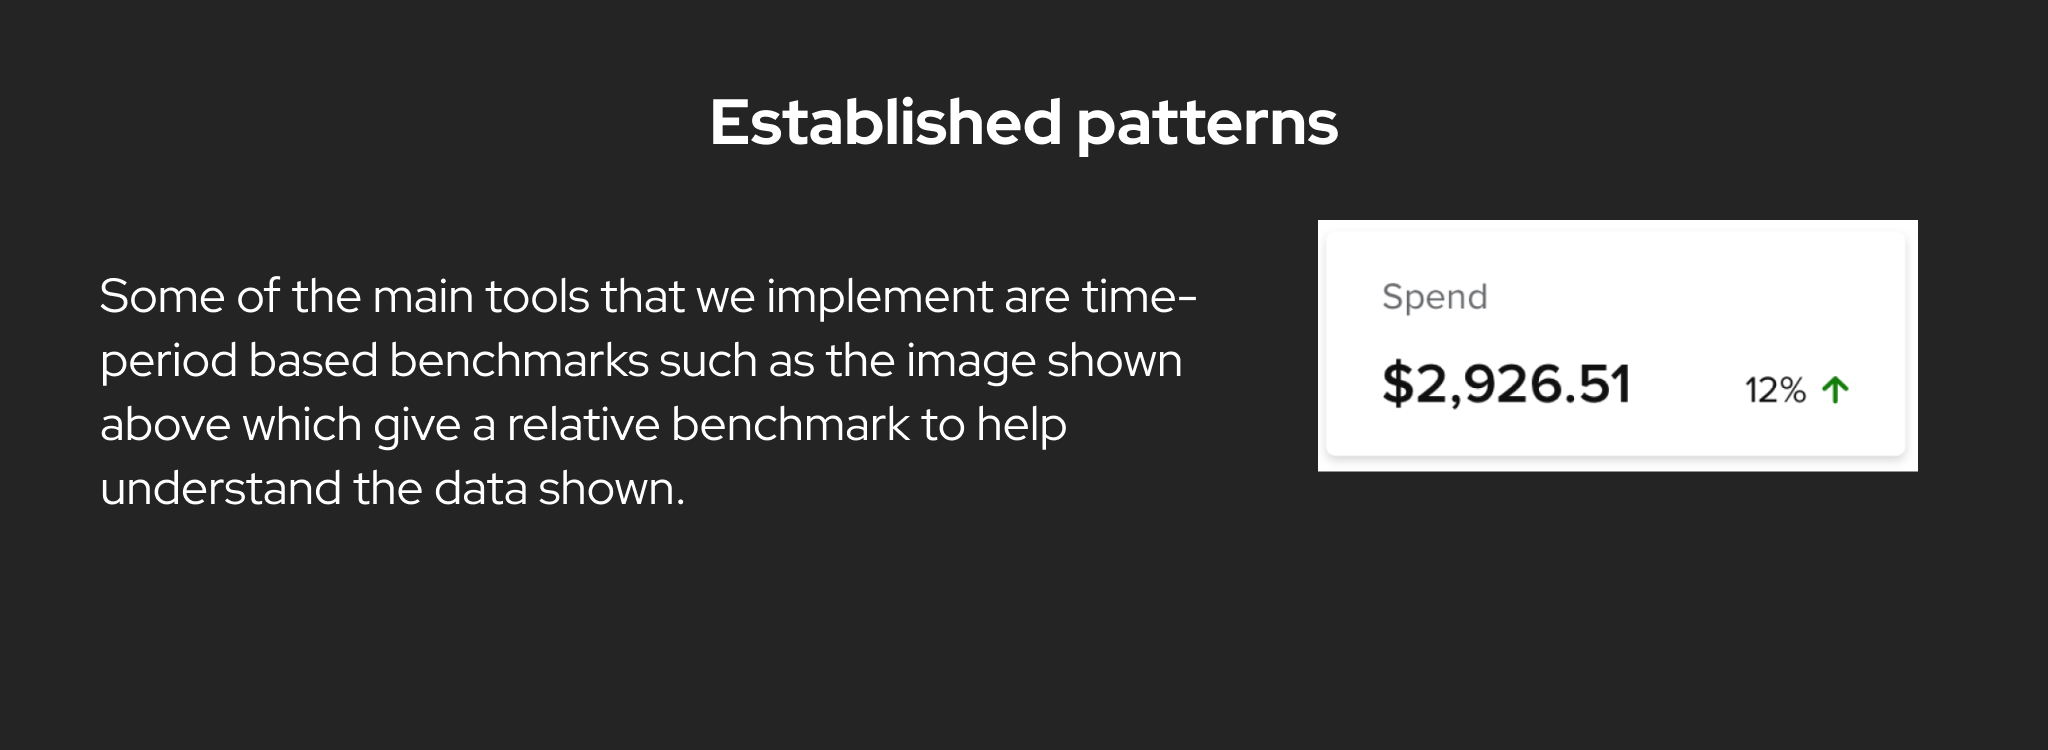 Established patterns
Some of the main tools that we implement are time-
period based benchmarks such as the image shown
above which give a relative benchmark to help
understand the data shown.
Spend
$2,926.51
12%